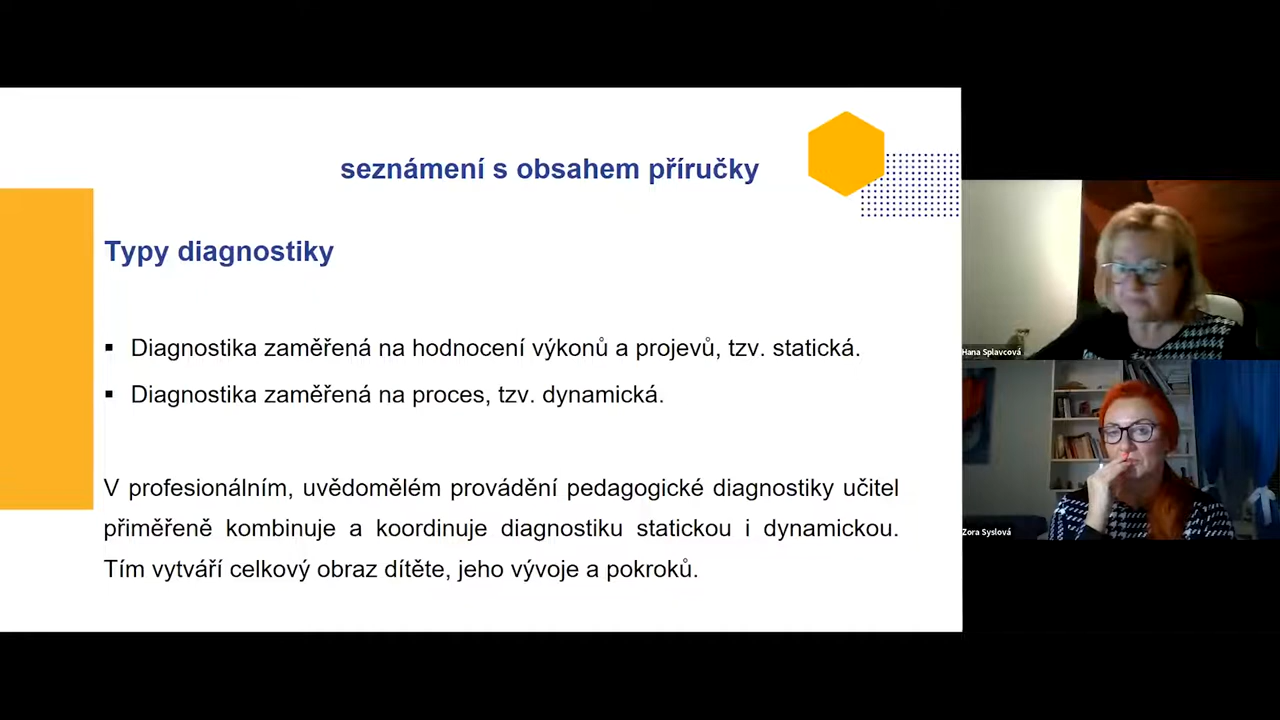 seznámení s obsahem příručky
Typy diagnostiky
▪ Diagnostika zaměřená na hodnocení výkonů a projevů, tzv. statická.
▪ Diagnostika zaměřená na proces, tzv. dynamická.
V profesionálním, uvědomělém provádění pedagogické diagnostiky učitel
přiměřeně kombinuje a koordinuje diagnostiku statickou i dynamickou.
Tím vytváří celkový obraz dítěte, jeho vývoje a pokroků.
Hana Splavcová
Zora Syslová